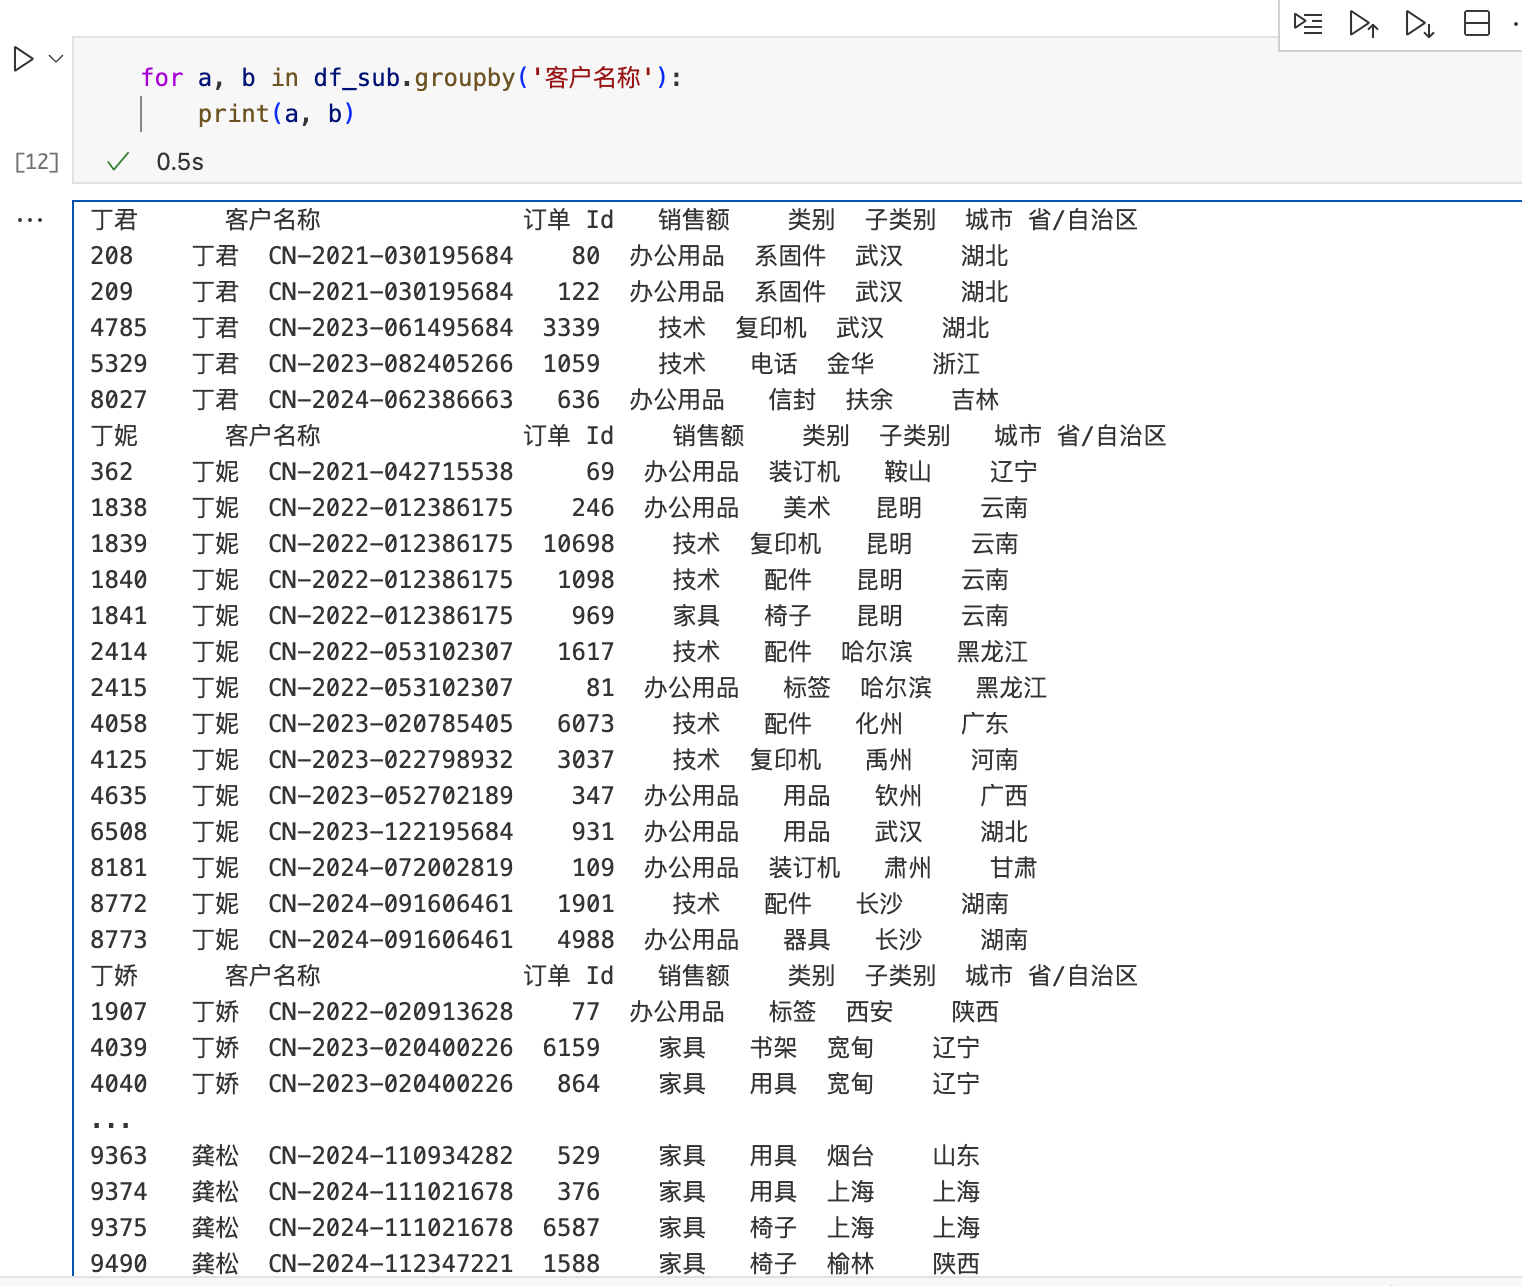 for a, b in df_sub.groupby('客户名称'):
print(a, b)
[12] 0.5s
丁君 客户名称 订单 Id 销售额 类别 子类别 城市 省/自治区
208 丁君 CN-2021-030195684 80 办公用品 系固件 武汉 湖北
209 丁君 CN-2021-030195684 122 办公用品 系固件 武汉 湖北
4785 丁君 CN-2023-061495684 3339 技术 复印机 武汉 湖北
5329 丁君 CN-2023-082405266 1059 技术 电话 金华 浙江
8027 丁君 CN-2024-062386663 636 办公用品 信封 扶余 吉林
丁妮 客户名称 订单 Id 销售额 类别 子类别 城市 省/自治区
362 丁妮 CN-2021-042715538 69 办公用品 装订机 鞍山 辽宁
1838 丁妮 CN-2022-012386175 246 办公用品 美术 昆明 云南
1839 丁妮 CN-2022-012386175 10698 技术 复印机 昆明 云南
1840 丁妮 CN-2022-012386175 1098 技术 配件 昆明 云南
1841 丁妮 CN-2022-012386175 969 家具 椅子 昆明 云南
2414 丁妮 CN-2022-053102307 1617 技术 配件 哈尔滨 黑龙江
2415 丁妮 CN-2022-053102307 81 办公用品 标签 哈尔滨 黑龙江
4058 丁妮 CN-2023-020785405 6073 技术 配件 化州 广东
4125 丁妮 CN-2023-022798932 3037 技术 复印机 禹州 河南
4635 丁妮 CN-2023-052702189 347 办公用品 用品 钦州 广西
6508 丁妮 CN-2023-122195684 931 办公用品 用品 武汉 湖北
8181 丁妮 CN-2024-072002819 109 办公用品 装订机 肃州 甘肃
8772 丁妮 CN-2024-091606461 1901 技术 配件 长沙 湖南
8773 丁妮 CN-2024-091606461 4988 办公用品 器具 长沙 湖南
丁娇 客户名称 订单 Id 销售额 类别 子类别 城市 省/自治区
1907 丁娇 CN-2022-020913628 77 办公用品 标签 西安 陕西
4039 丁娇 CN-2023-020400226 6159 家具 书架 宽甸 辽宁
4040 丁娇 CN-2023-020400226 864 家具 用具 宽甸 辽宁
...
9363 龚松 CN-2024-110934282 529 家具 用具 烟台 山东
9374 龚松 CN-2024-111021678 376 家具 用具 上海 上海
9375 龚松 CN-2024-111021678 6587 家具 椅子 上海 上海
9490 龚松 CN-2024-112347221 1588 家具 椅子 榆林 陕西